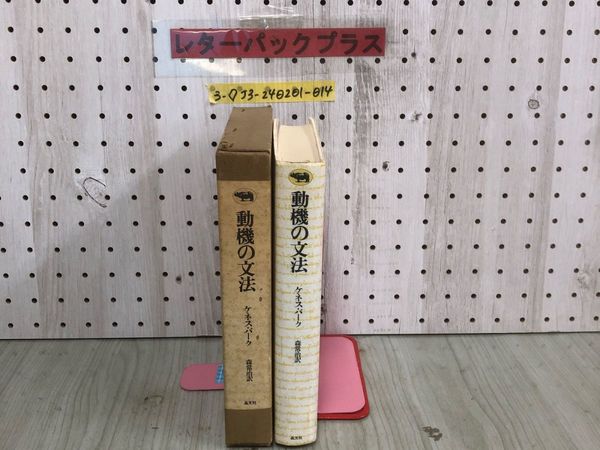 レターパックプラス
3-◇J3-240201-014
動機の文法
ケネス・バーク
森常治訳
晶文社
動機の文法
ケネス・バーク
森常治訳
晶文社